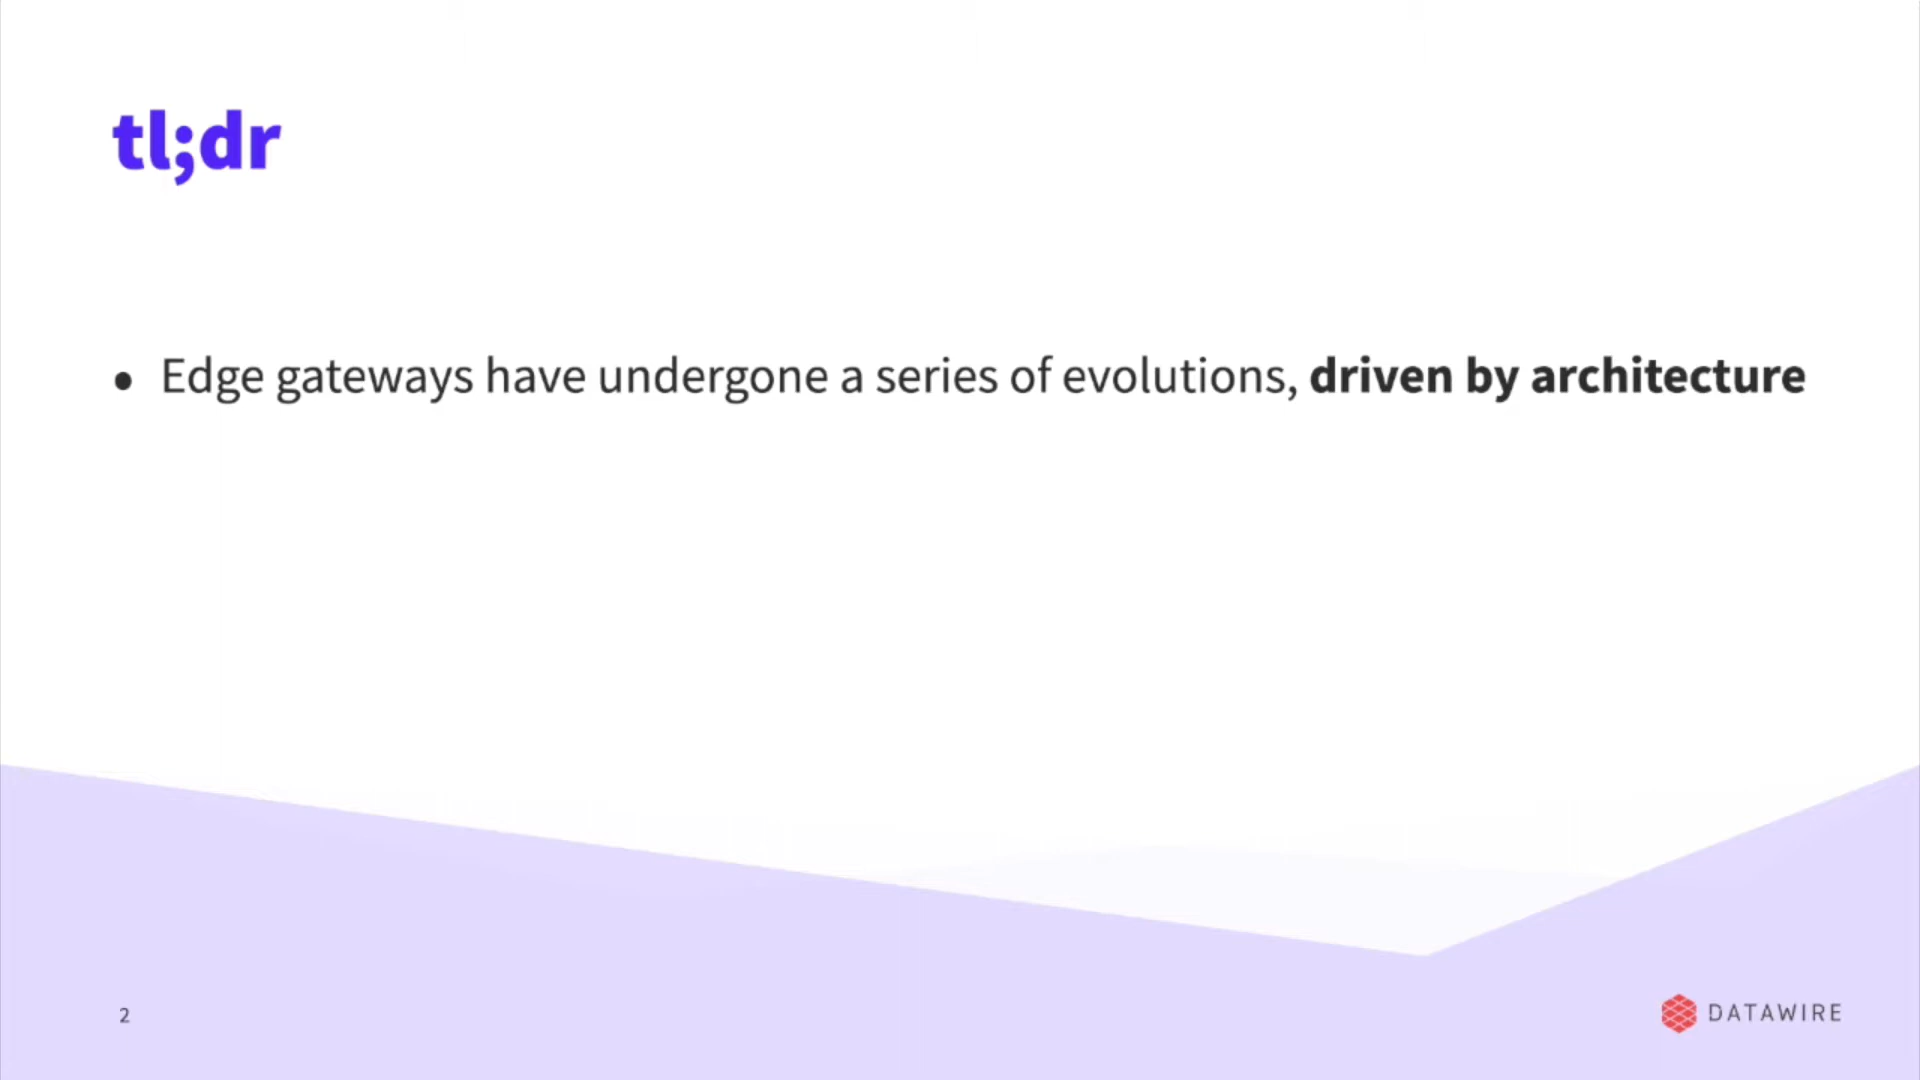 tl;dr
• Edge gateways have undergone a series of evolutions, driven by architecture
2
DATAWIRE